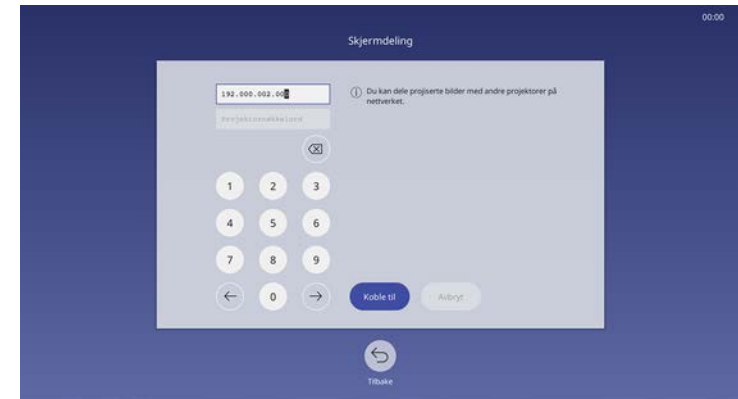 00:00
Skjermdeling
192.000.002.000
Du kan dele projiserte bilder med andre projektorer på
nettverket.
Projektornøkkelord
1 2 3
4 5 6
7 8 9
0
Koble til
Avbryt
Tilbake